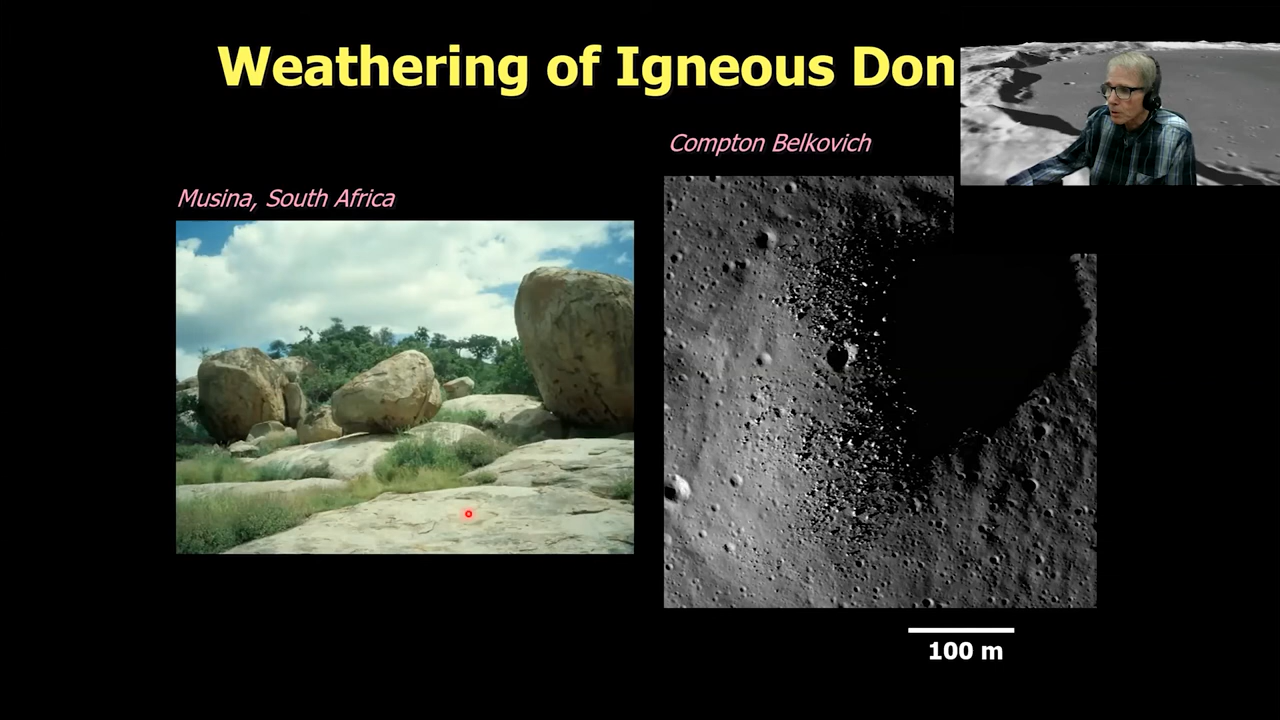 Weathering of Igneous Don
Compton Belkovich
Musina, South Africa
100 m